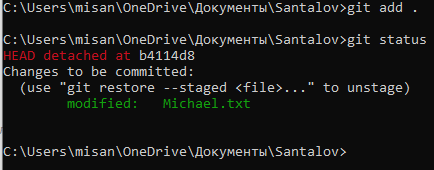 C:\Users\misan\OneDrive\Документы\Santalov>git add .
C:\Users\misan\OneDrive\Документы\Santalov>git status
HEAD detached at b4114d8
Changes to be committed:
(use "git restore --staged <file>..." to unstage)
modified: Michael.txt
C:\Users\misan\OneDrive\Документы\Santalov>